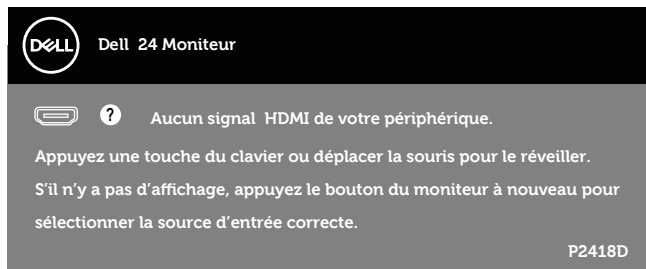 DELL
Dell 24 Moniteur
? Aucun signal HDMI de votre périphérique.
Appuyez une touche du clavier ou déplacer la souris pour le réveiller.
S'il n'y a pas d'affichage, appuyez le bouton du moniteur à nouveau pour
sélectionner la source d'entrée correcte.
P2418D